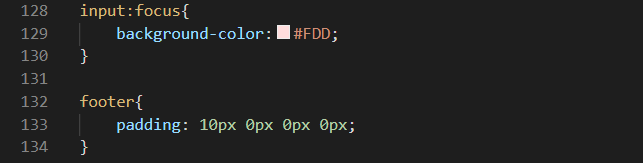 128 input:focus{
129 background-color: #FDD;
130 }
131
132 footer{
133 padding: 10px 0px 0px 0px;
134 }